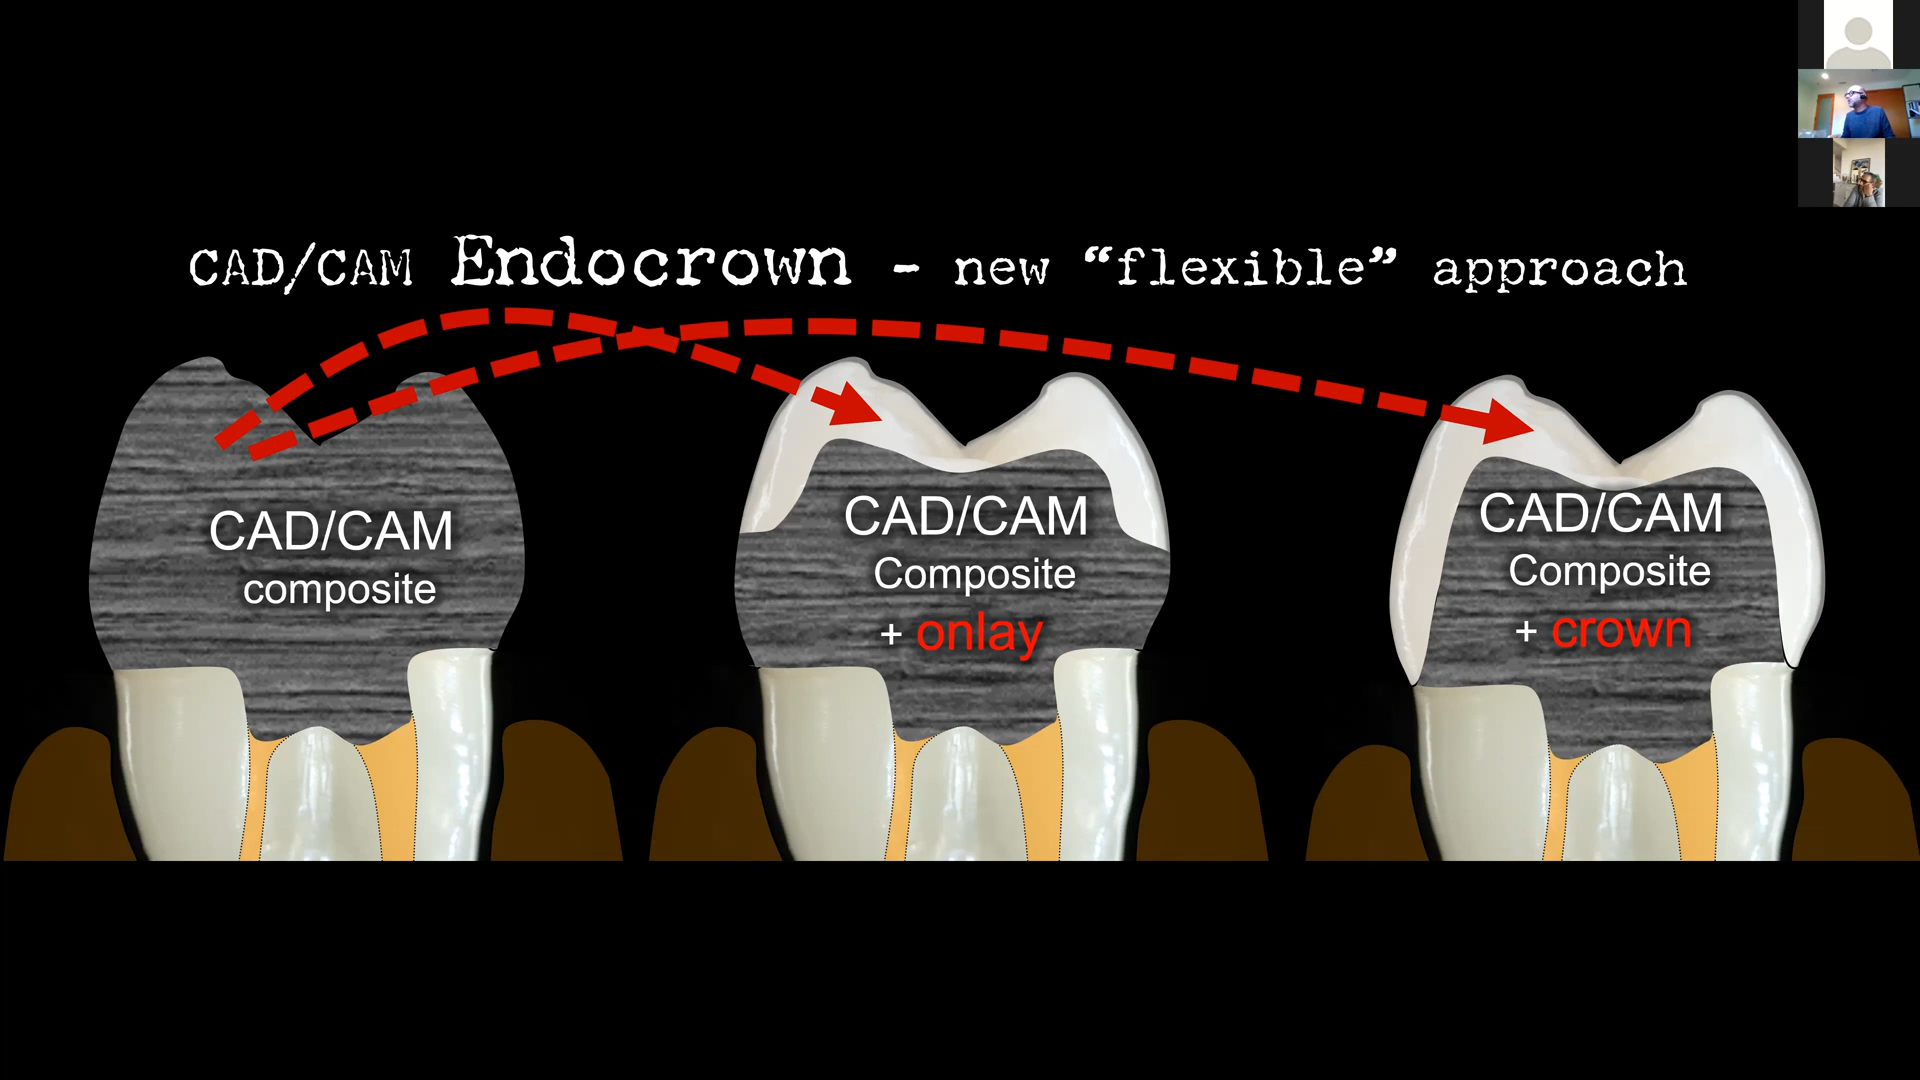 CAD/CAM Endocrown - new “flexible” approach
CAD/CAM
composite
CAD/CAM
Composite
+ onlay
CAD/CAM
Composite
+ crown